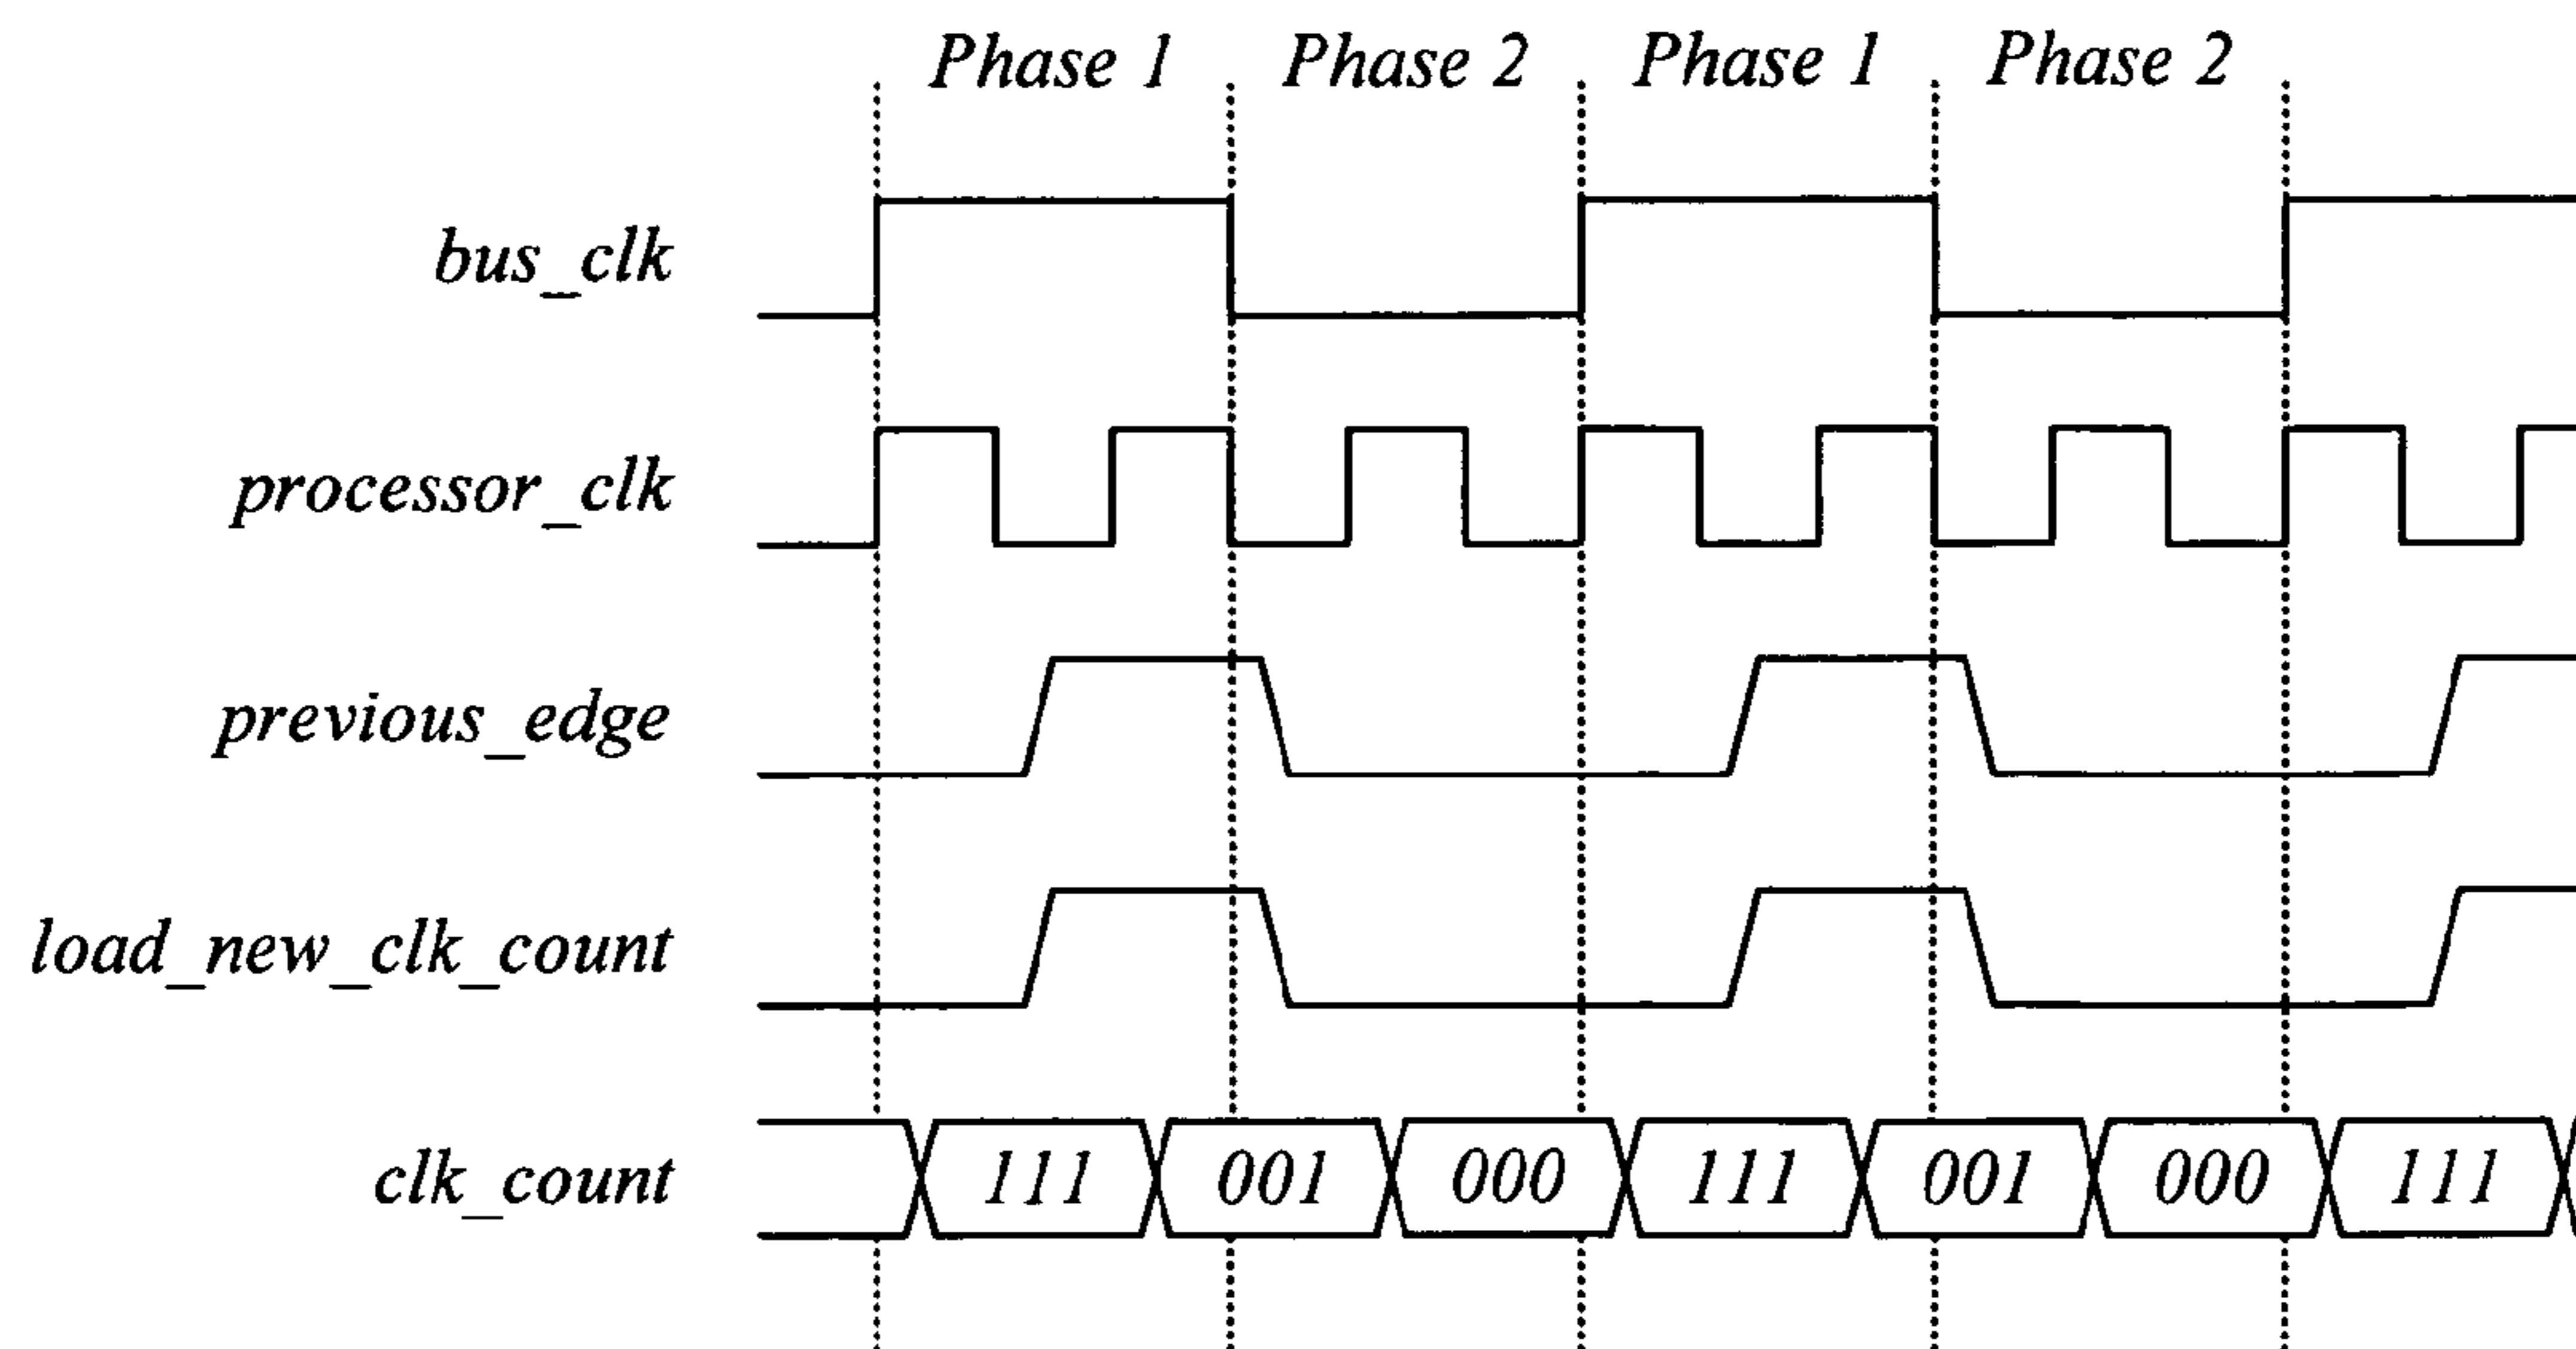 Phase 1 Phase 2 Phase 1 Phase 2
bus_clk
processor_clk
previous_edge
load_new_clk_count
clk_count 111 001 000 111 001 000 111